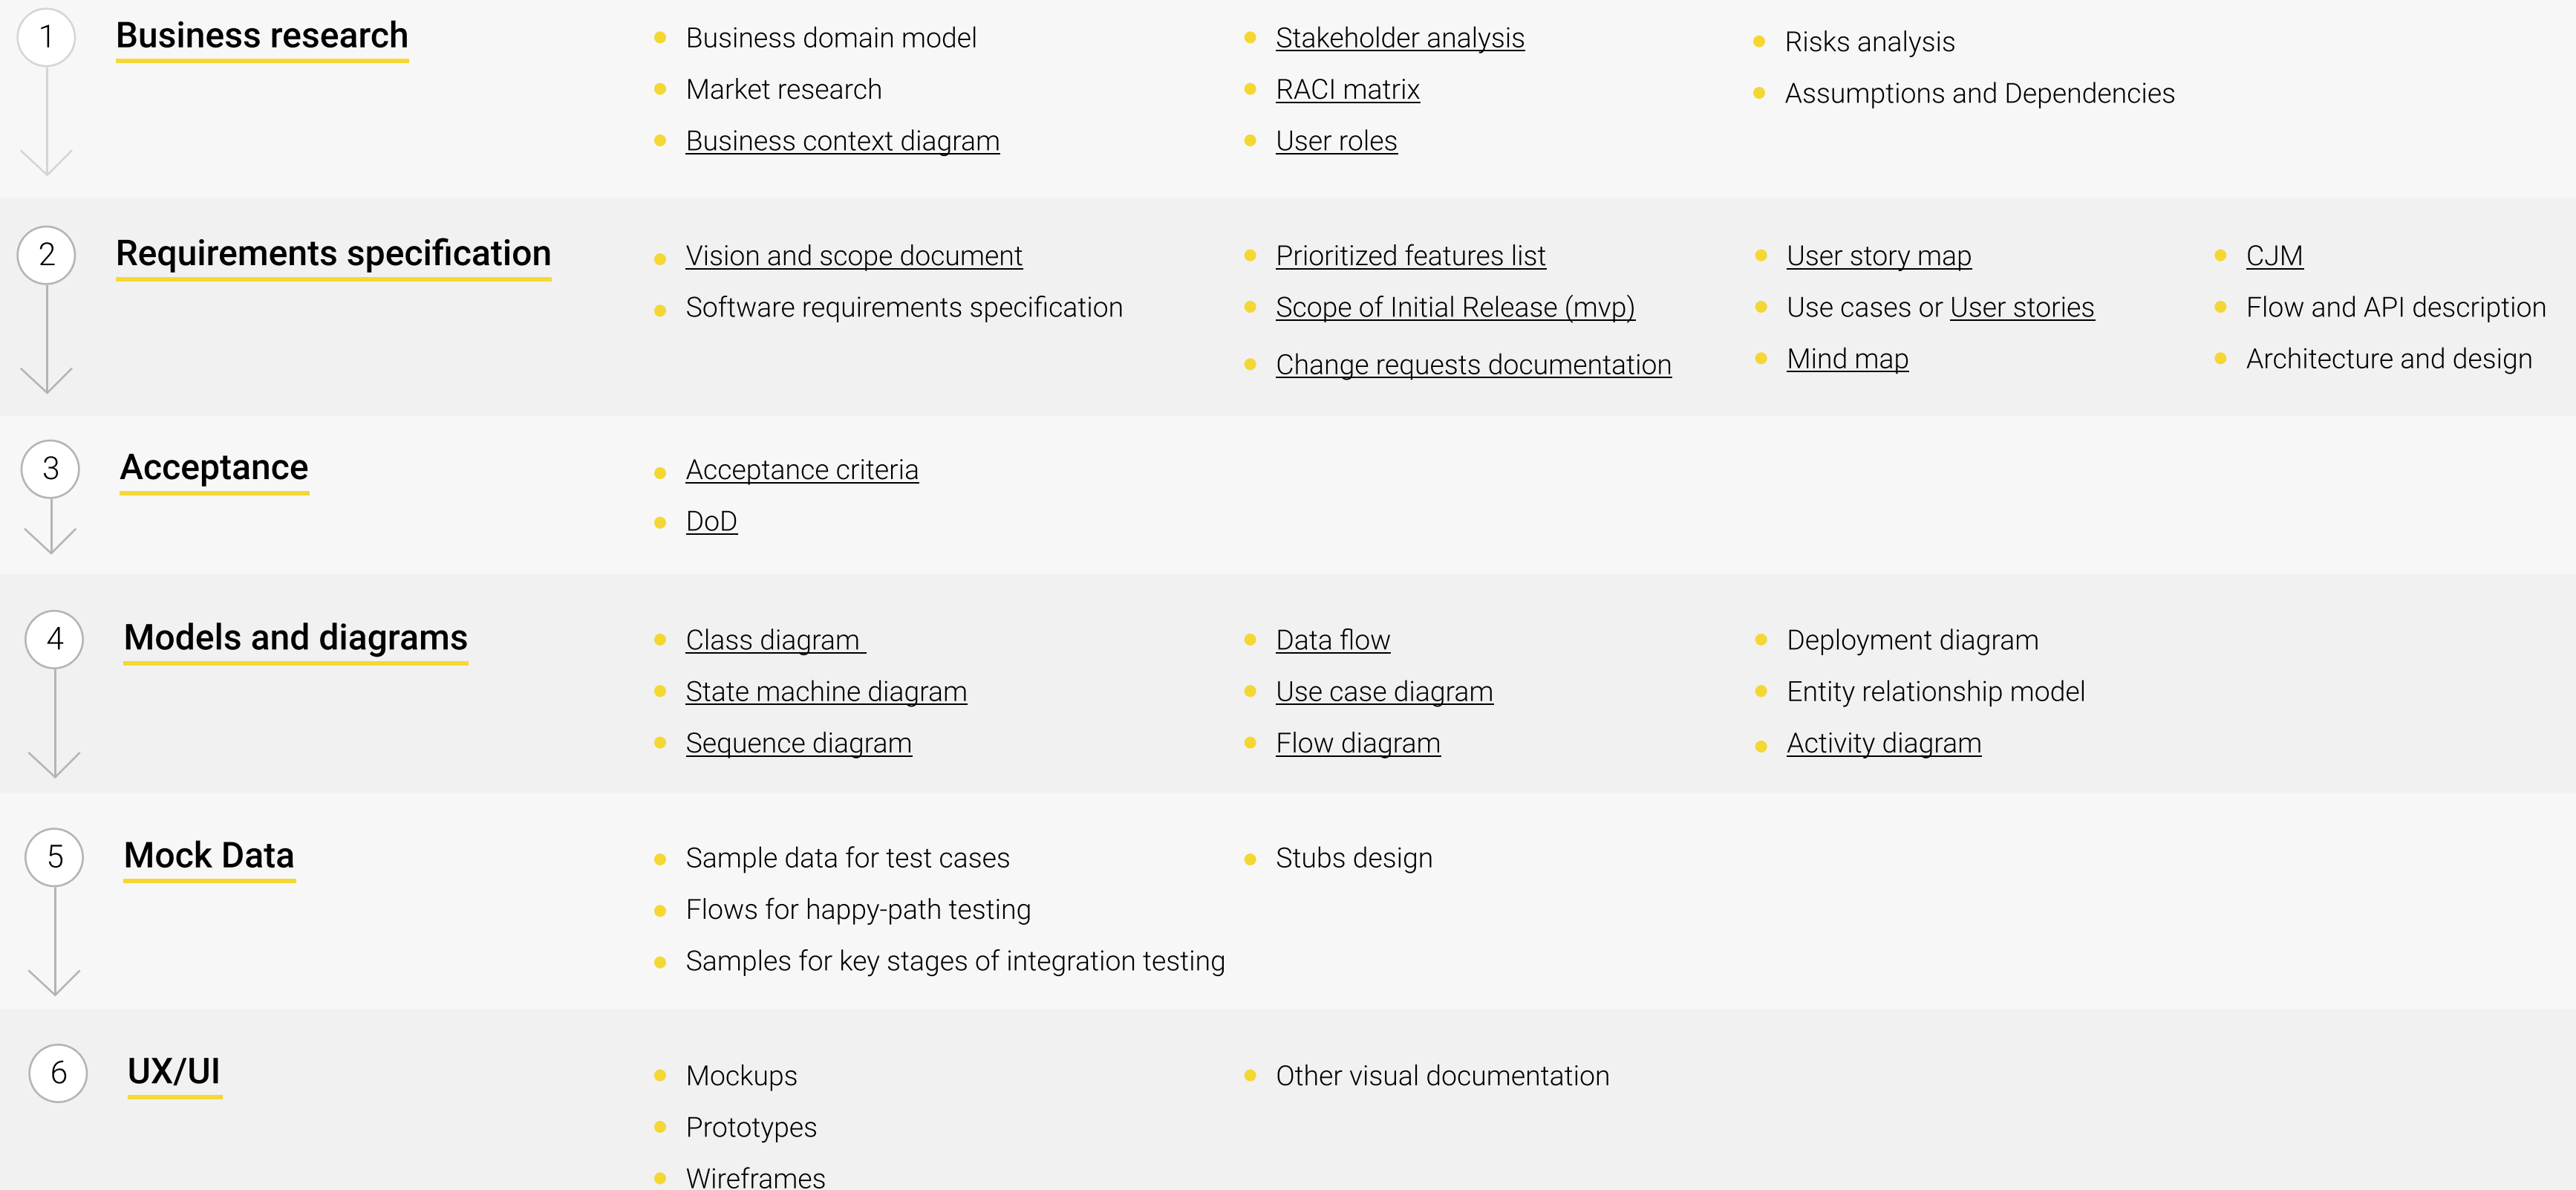 1
Business research
Business domain model
Market research
Business context diagram
Stakeholder analysis
RACI matrix
User roles
Risks analysis
Assumptions and Dependencies
2
Requirements specification
Vision and scope document
Software requirements specification
Prioritized features list
Scope of Initial Release (mvp)
Change requests documentation
User story map
Use cases or User stories
Mind map
CJM
Flow and API description
Architecture and design
3
Acceptance
Acceptance criteria
DoD
4
Models and diagrams
Class diagram
State machine diagram
Sequence diagram
Data flow
Use case diagram
Flow diagram
Deployment diagram
Entity relationship model
Activity diagram
5
Mock Data
Sample data for test cases
Flows for happy-path testing
Samples for key stages of integration testing
Stubs design
6
UX/UI
Mockups
Prototypes
Wireframes
Other visual documentation